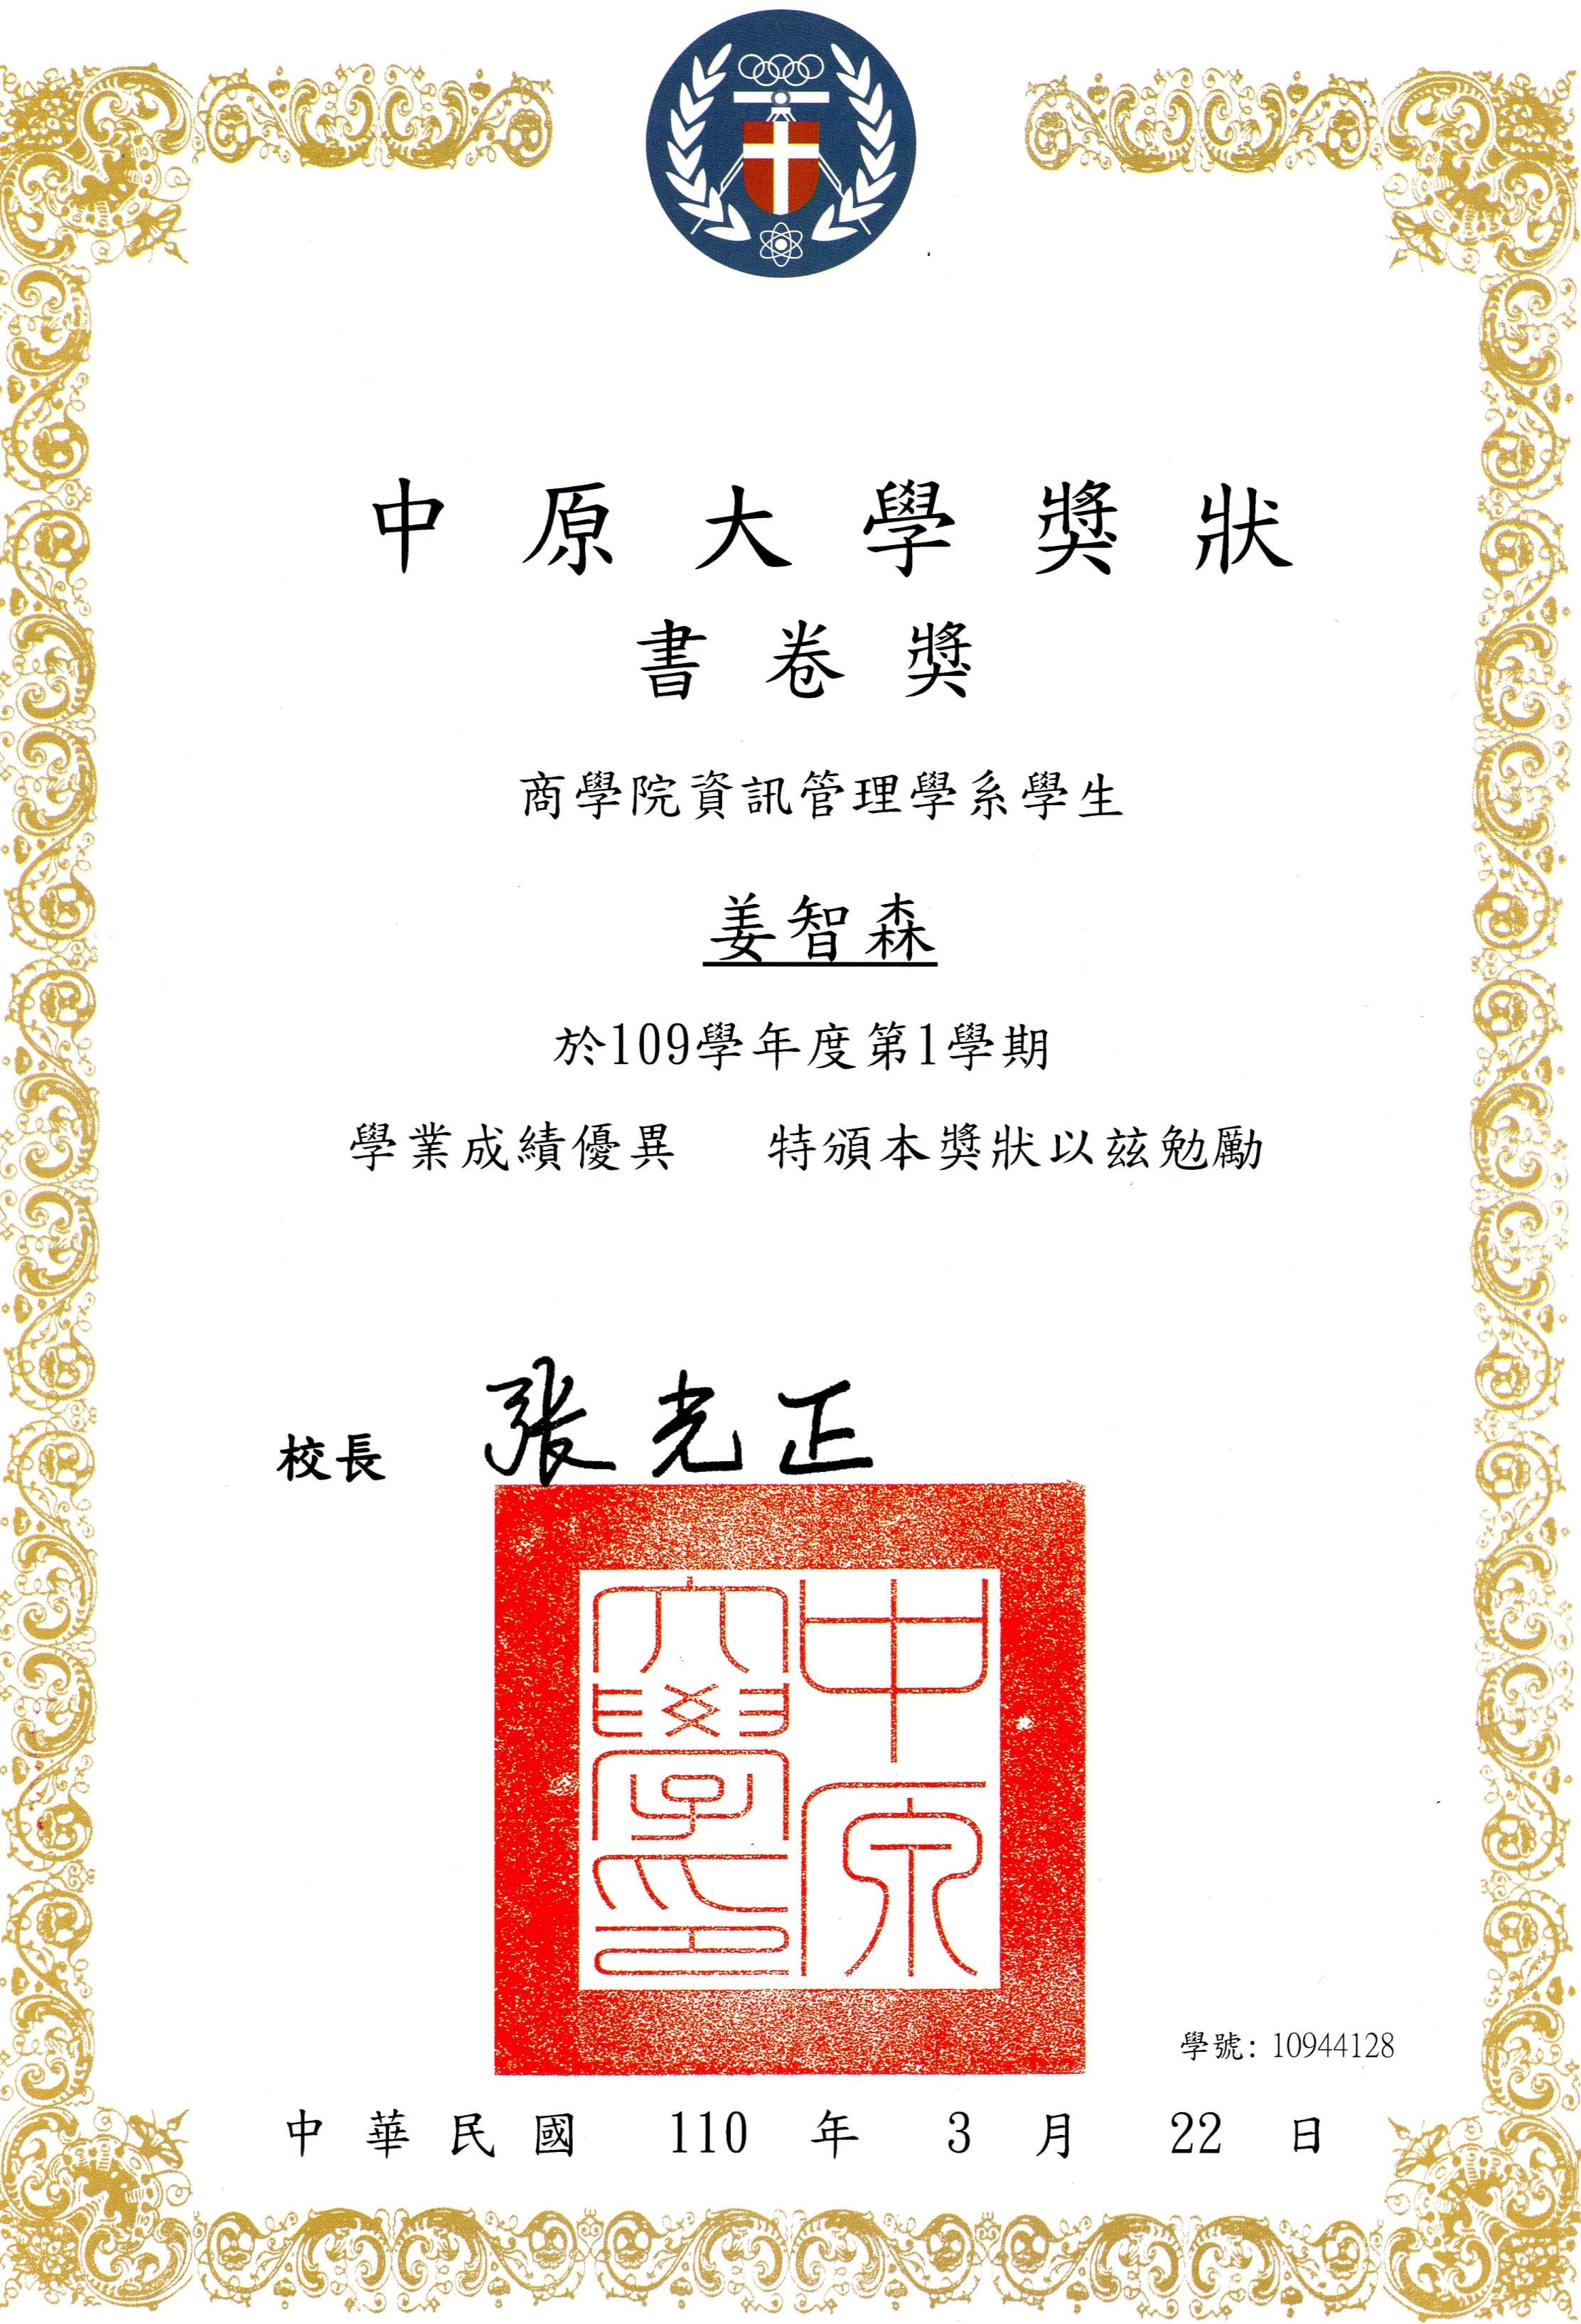 中原大學獎狀
書卷獎
商學院資訊管理學系學生
姜智森
於109學年度第1學期
學業成績優異 特頒本獎狀以茲勉勵
校長 張光正
中原
大學印
學號：10944128
中華民國 110 年 3 月 22 日